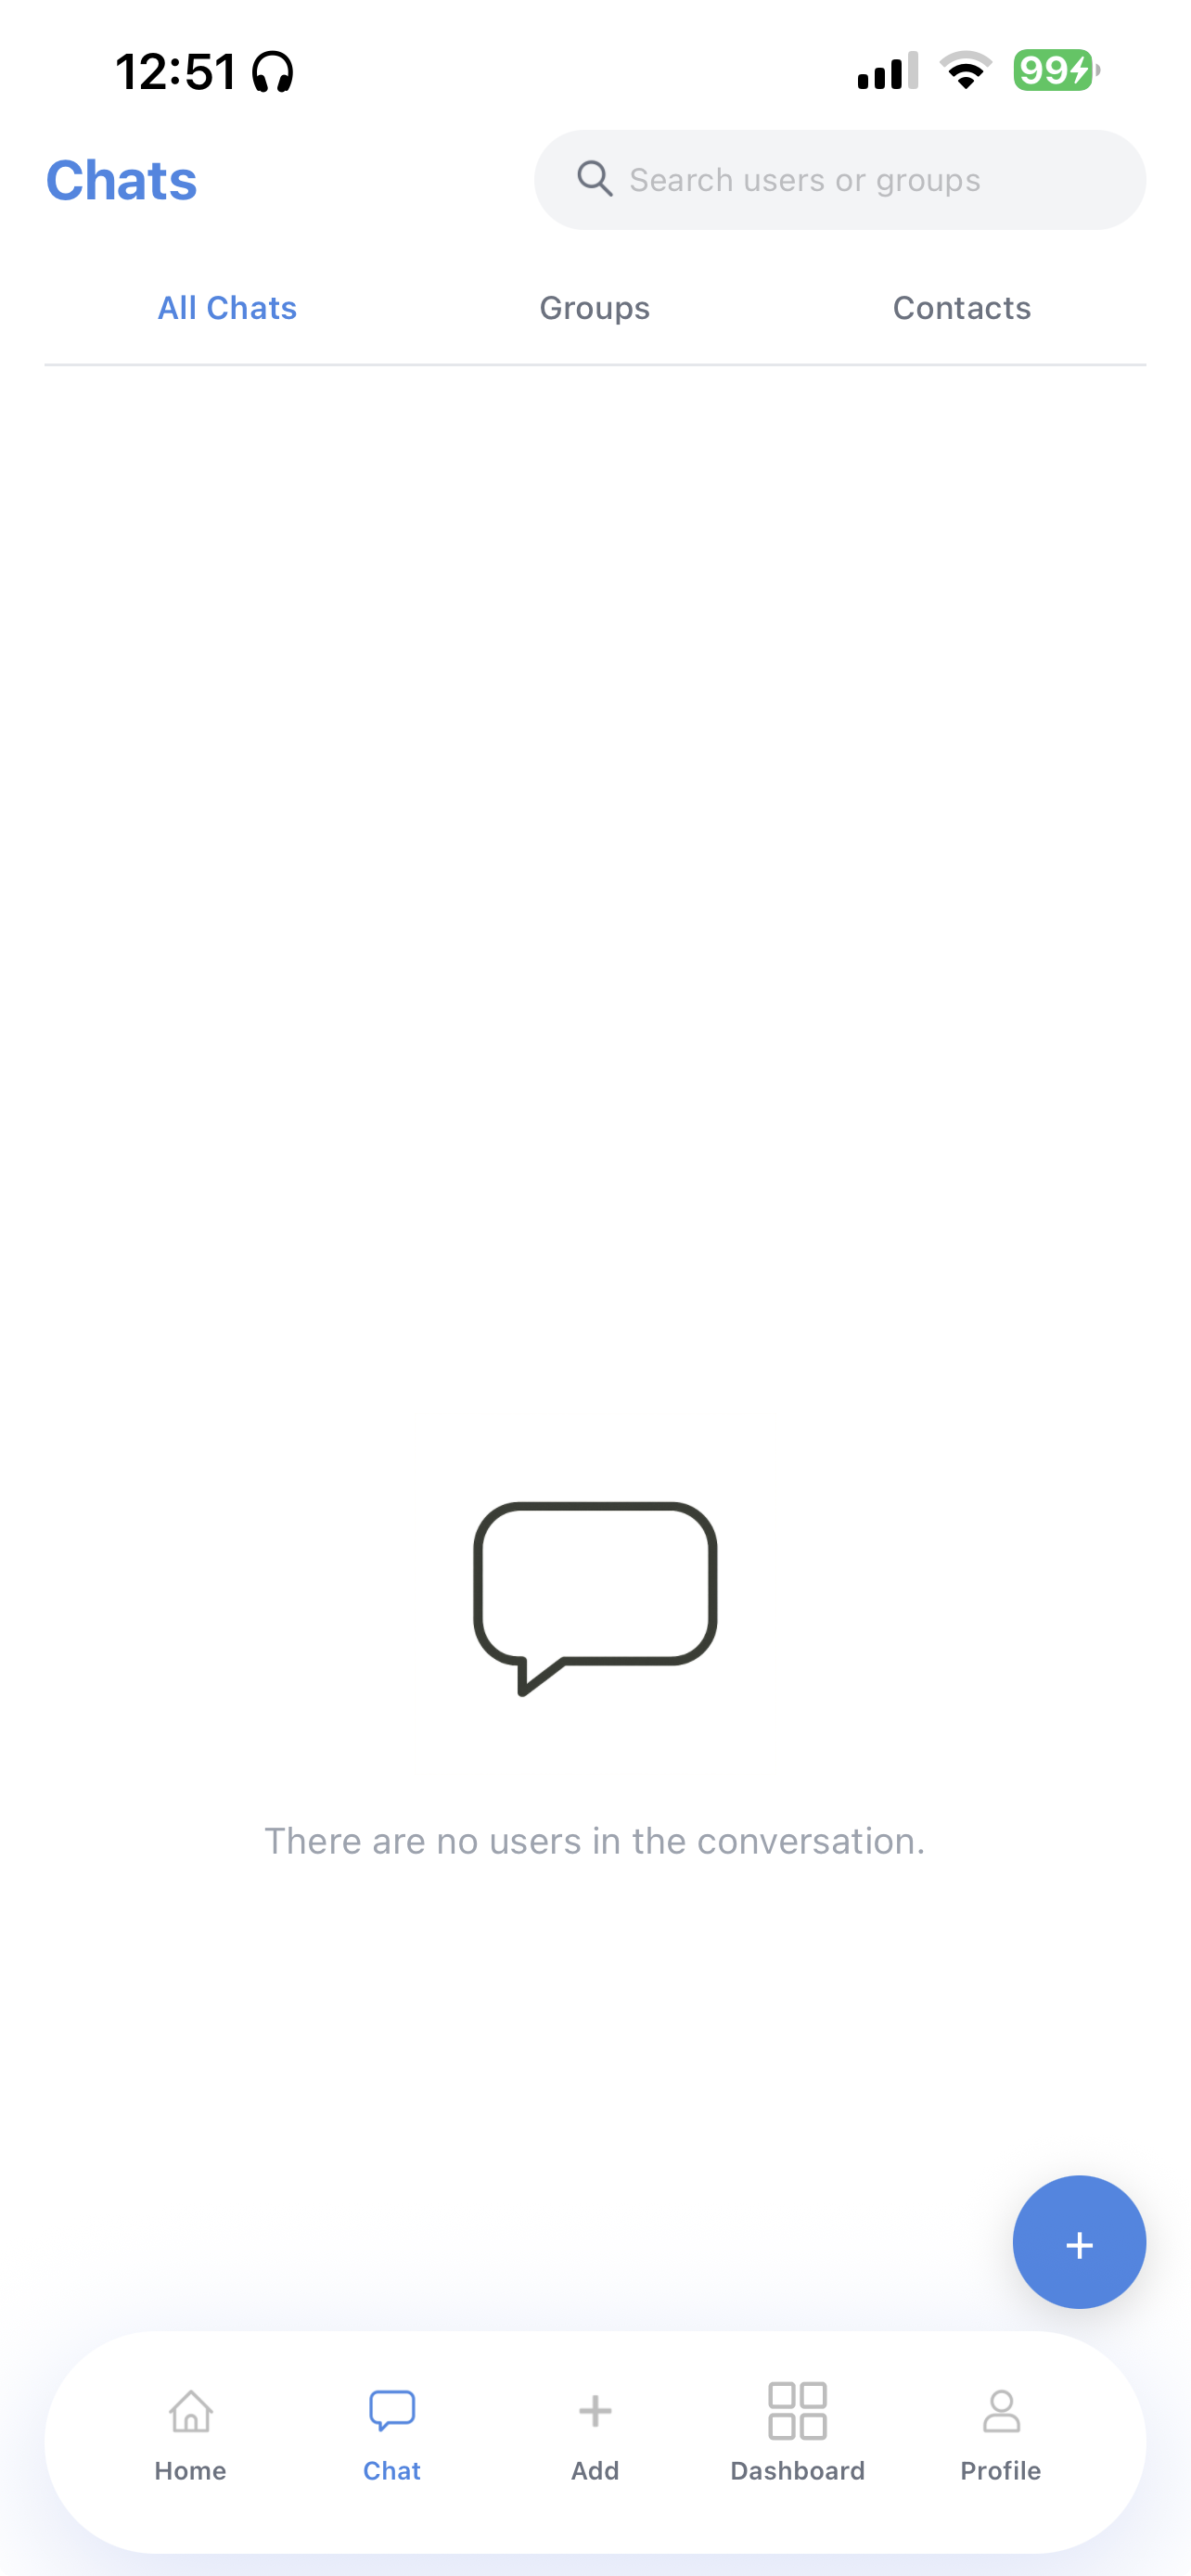 12:51
99
Chats
Search users or groups
All Chats
Groups
Contacts
There are no users in the conversation.
+
Home
Chat
Add
Dashboard
Profile